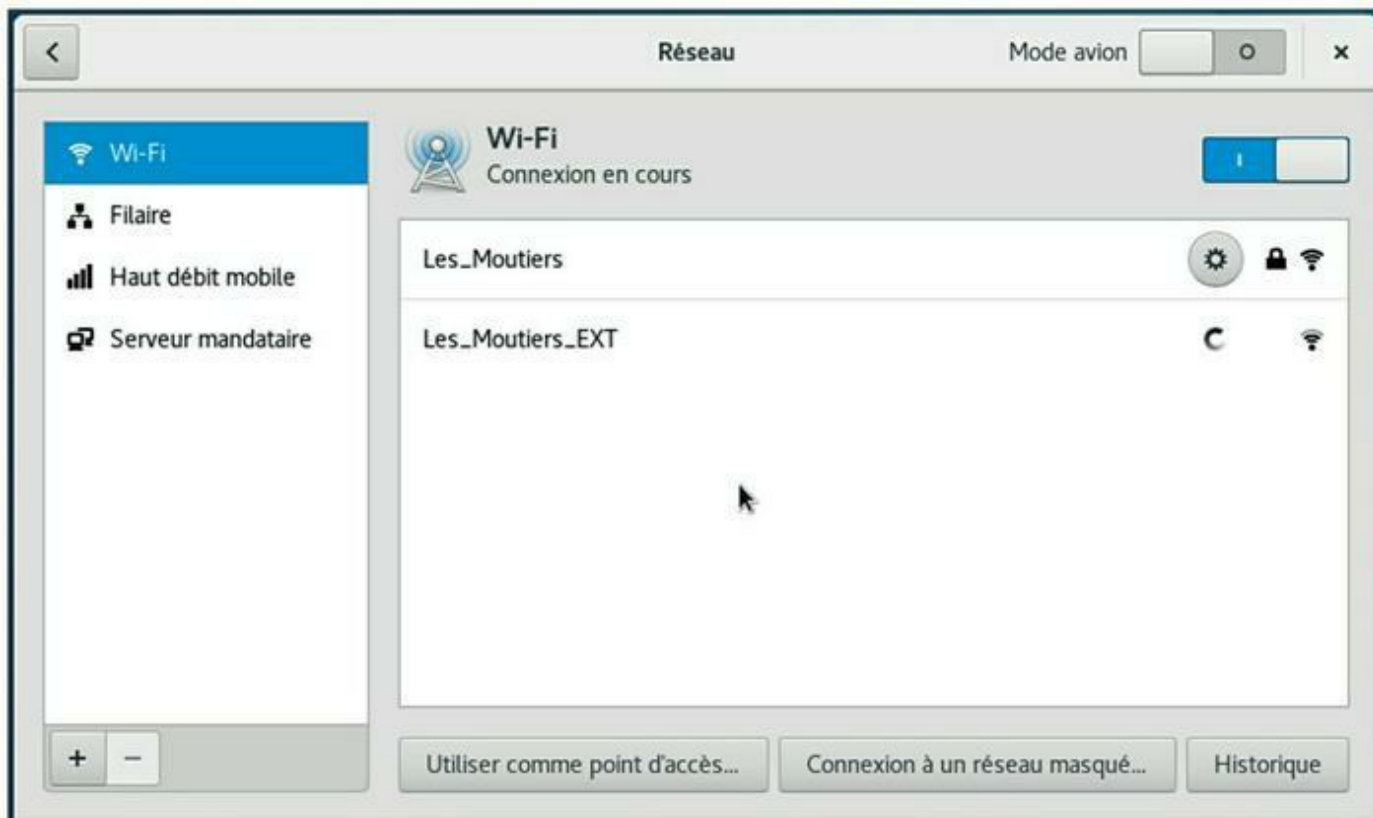 Réseau
Mode avion
Wi-Fi
Filaire
Haut débit mobile
Serveur mandataire
Wi-Fi
Connexion en cours
Les_Moutiers
Les_Moutiers_EXT
Utiliser comme point d'accès...
Connexion à un réseau masqué...
Historique